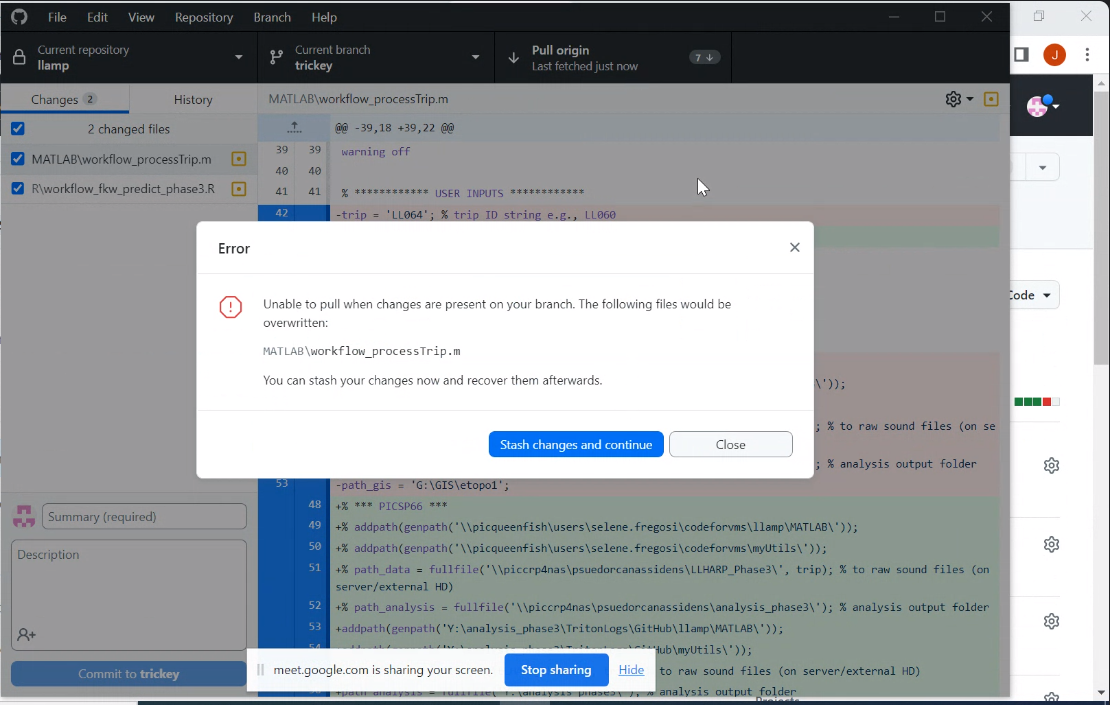 File Edit View Repository Branch Help
Current repository
llamp
Current branch
trickey
Pull origin
Last fetched just now
7
J
Changes 2
History
MATLAB\workflow_processTrip.m
2 changed files
@@ -39,18 +39,22 @@
MATLAB\workflow_processTrip.m
39 39 warning off
R\workflow_fkw_predict_phase3.R
40 40
41 41 % ************ USER INPUTS ************
42 -trip = 'LL064'; % trip ID string e.g., LL060
Error
Unable to pull when changes are present on your branch. The following files would be
overwritten:
MATLAB\workflow_processTrip.m
You can stash your changes now and recover them afterwards.
Stash changes and continue
Close
Code
\'));
; % to raw sound files (on se
; % analysis output folder
53 -path_gis = 'G:\GIS\etopo1';
48 +% *** PICSP66 ***
49 +% addpath(genpath('\\picqueenfish\users\selene.fregosi\codeforvms\llamp\MATLAB\'));
50 +% addpath(genpath('\\picqueenfish\users\selene.fregosi\codeforvms\myUtils\'));
51 +% path_data = fullfile('\\piccrp4nas\psuedorcanassidens\LLHARP_Phase3\', trip); % to raw sound files (on
server/external HD)
52 +% path_analysis = fullfile('\\piccrp4nas\psuedorcanassidens\analysis_phase3\'); % analysis output folder
53 +addpath(genpath('Y:\analysis_phase3\TritonLogs\GitHub\llamp\MATLAB\'));
Summary (required)
Description
Commit to trickey
meet.google.com is sharing your screen.
Stop sharing
Hide
to raw sound files (on server/external HD)
% analysis output folder
Projects